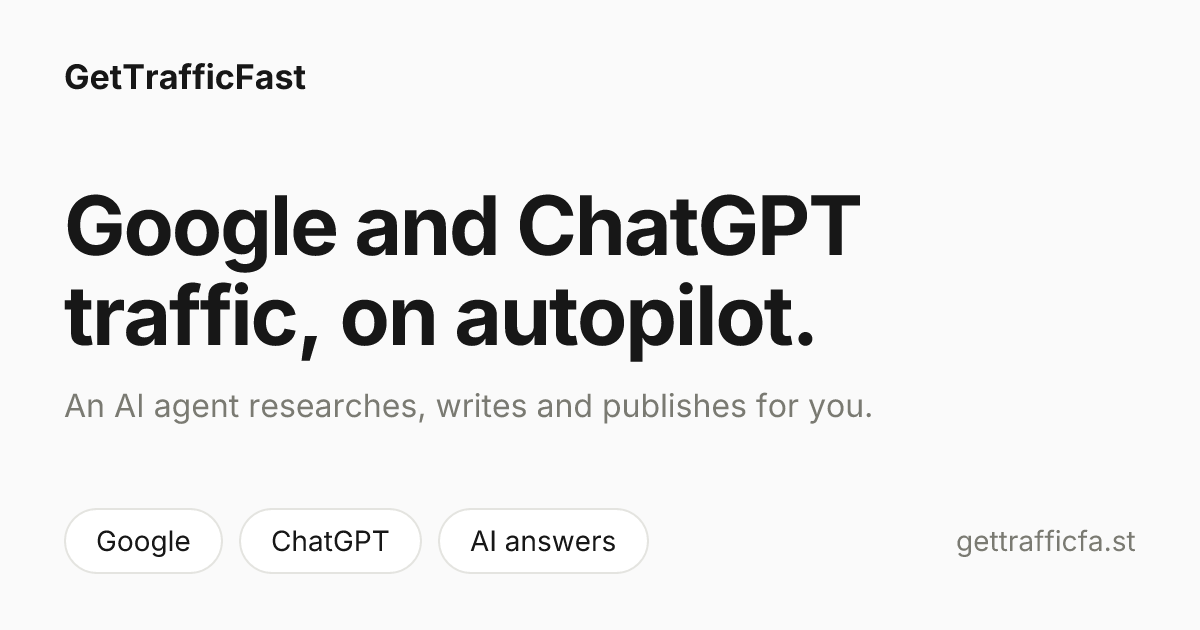 GetTrafficFast
Google and ChatGPT
traffic, on autopilot.
An AI agent researches, writes and publishes for you.
Google
ChatGPT
AI answers
gettrafficfa.st